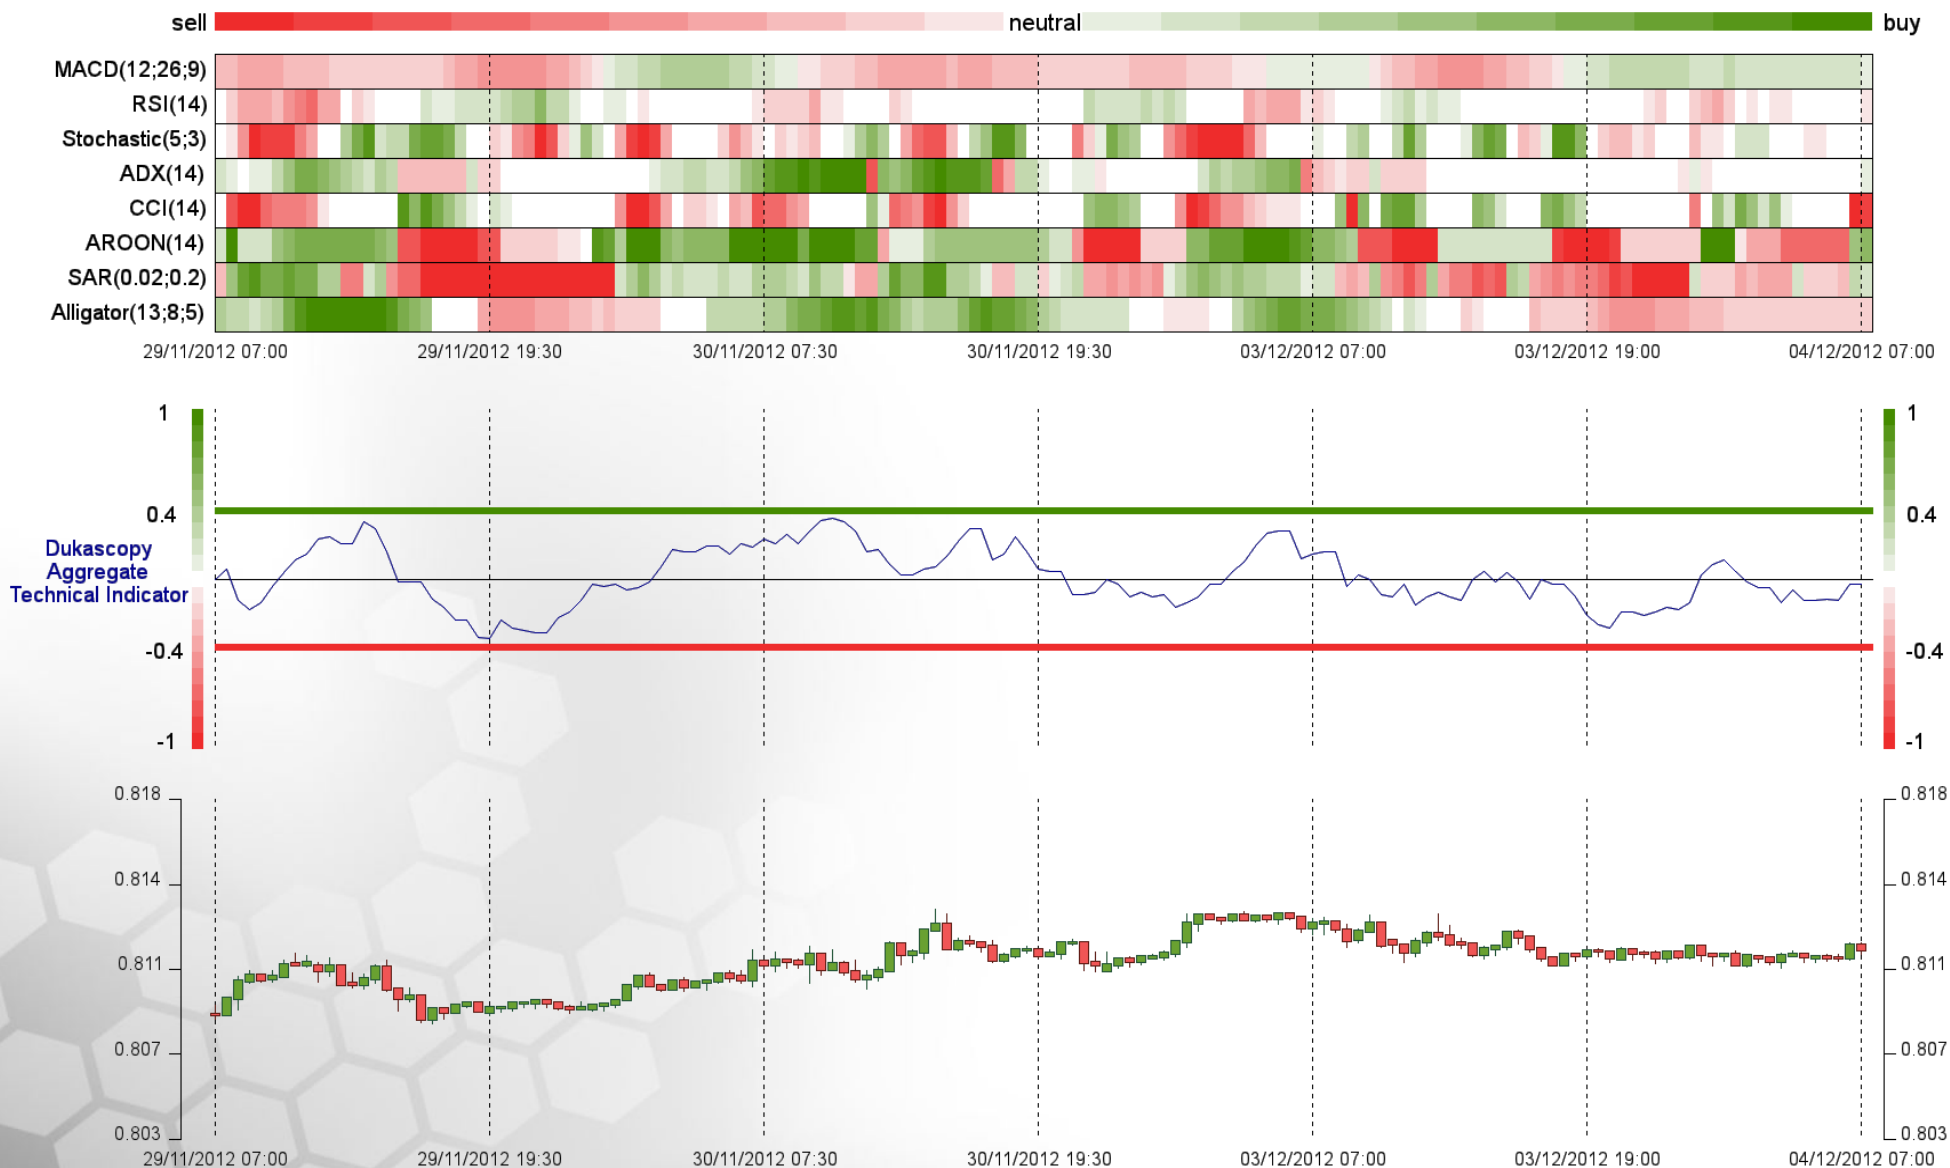 sell neutral buy
MACD(12;26;9)
RSI(14)
Stochastic(5;3)
ADX(14)
CCI(14)
AROON(14)
SAR(0.02;0.2)
Alligator(13;8;5)
29/11/2012 07:00 29/11/2012 19:30 30/11/2012 07:30 30/11/2012 19:30 03/12/2012 07:00 03/12/2012 19:00 04/12/2012 07:00
1 1
0.4 0.4
Dukascopy
Aggregate
Technical Indicator
-0.4 -0.4
-1 -1
0.818 0.818
0.814 0.814
0.811 0.811
0.807 0.807
0.803 0.803
29/11/2012 07:00 29/11/2012 19:30 30/11/2012 07:30 30/11/2012 19:30 03/12/2012 07:00 03/12/2012 19:00 04/12/2012 07:00